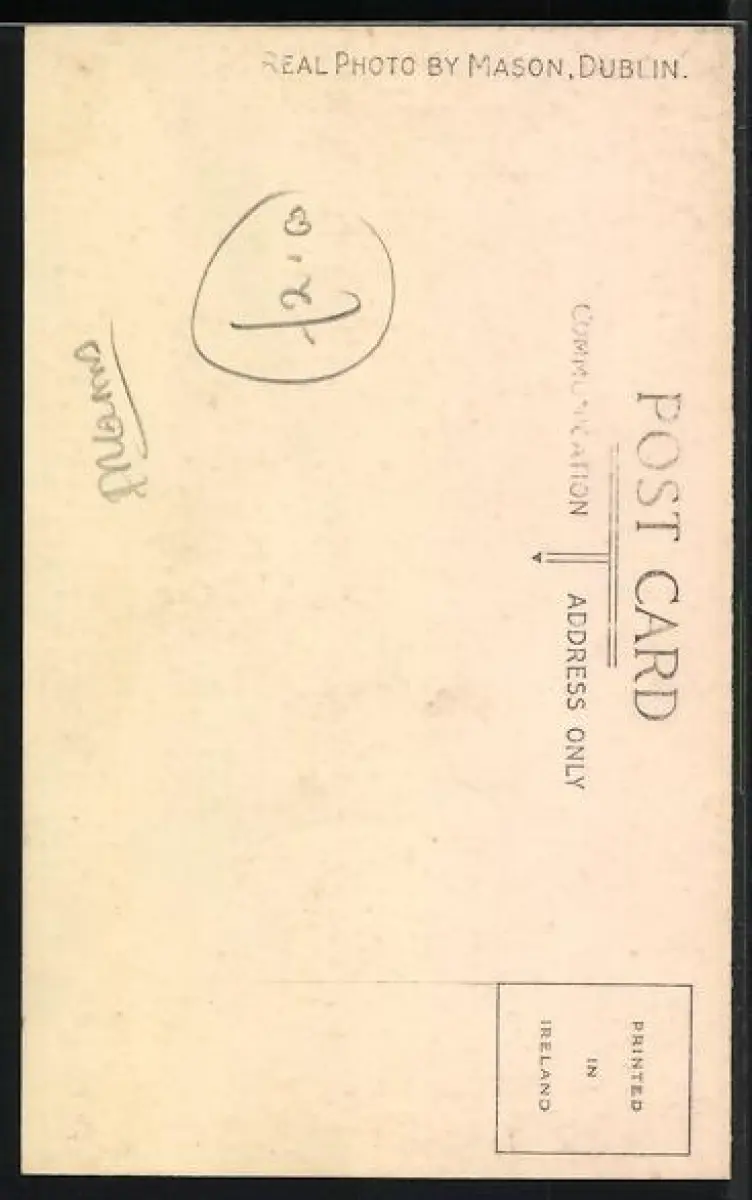 REAL PHOTO BY MASON, DUBLIN.
POST CARD
COMMUNICATION
ADDRESS ONLY
PRINTED
IN
IRELAND